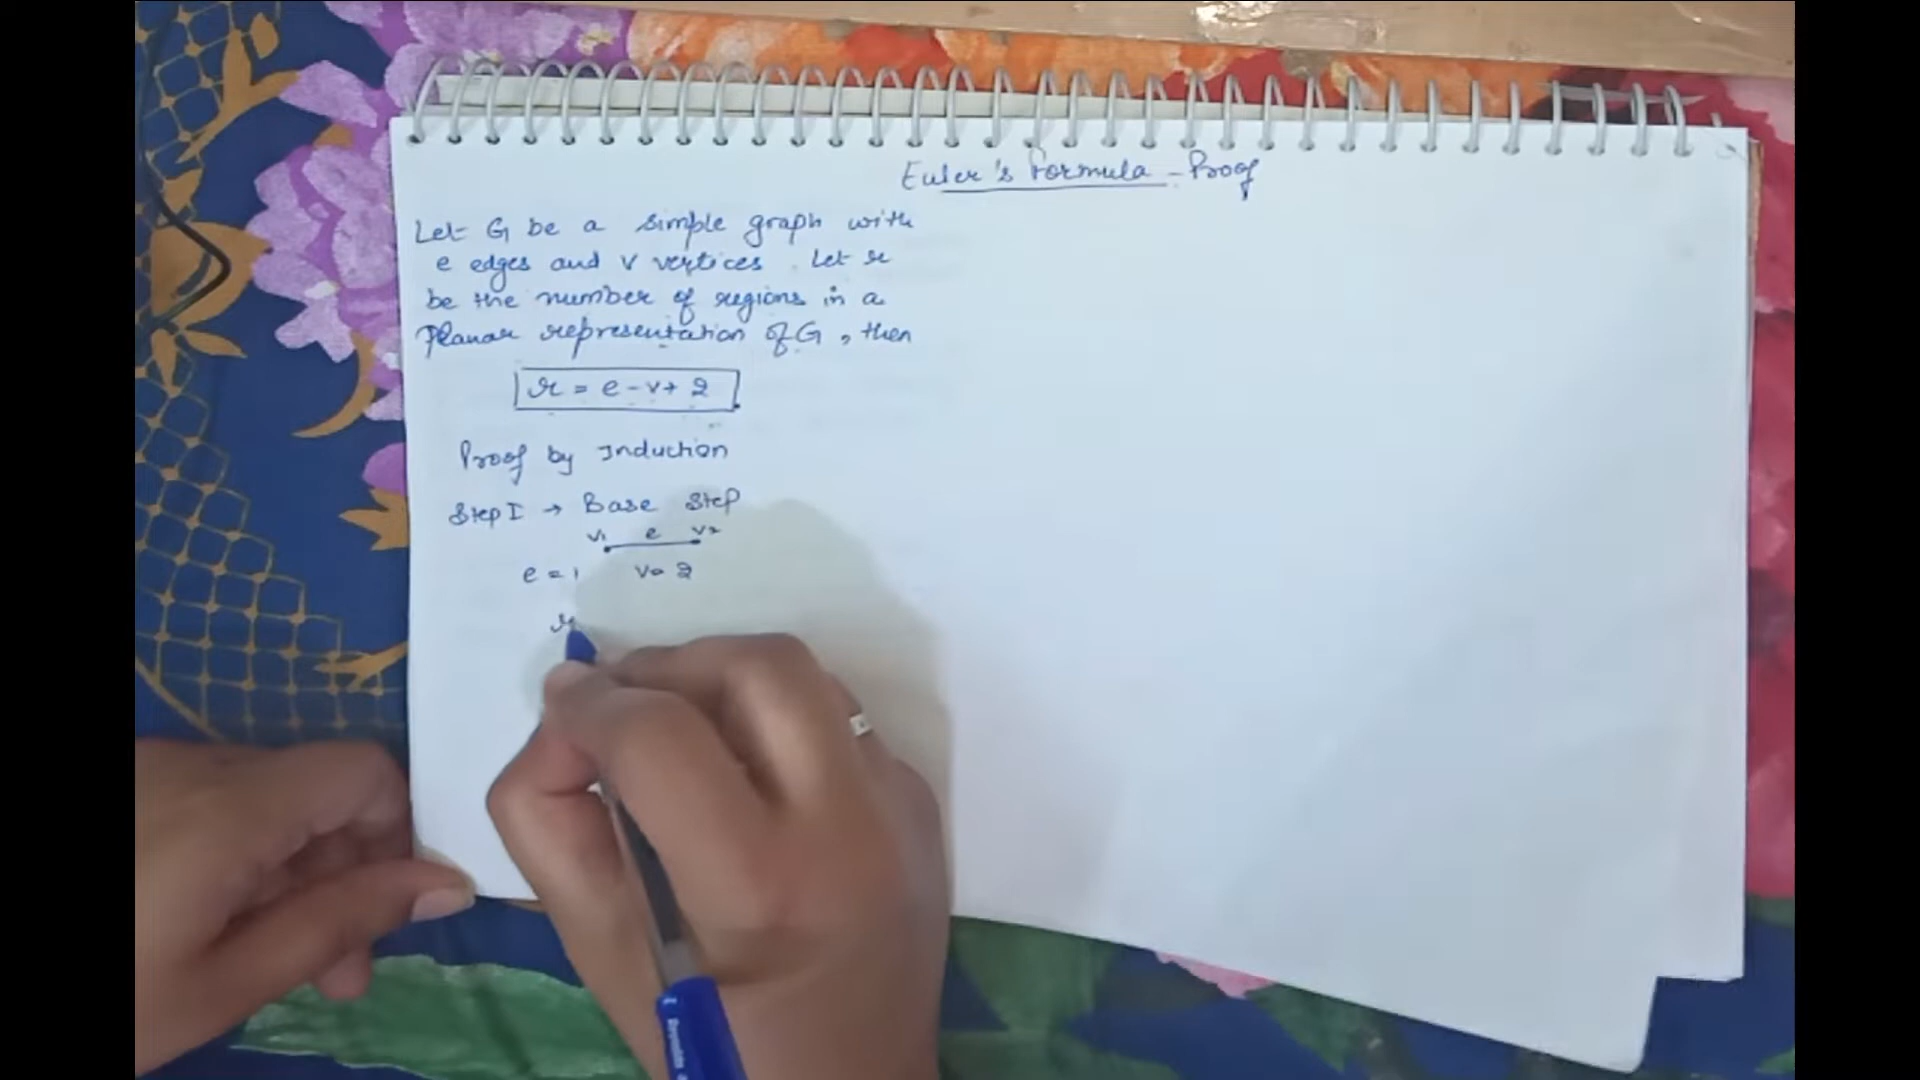 Euler's Formula - Proof
Let G be a simple graph with
e edges and v vertices. Let r
be the number of regions in a
Planar representation of G, then
r = e - v + 2
Proof by Induction
Step I → Base Step
v1 e v2
e = 1 v = 2
r
Reynolds